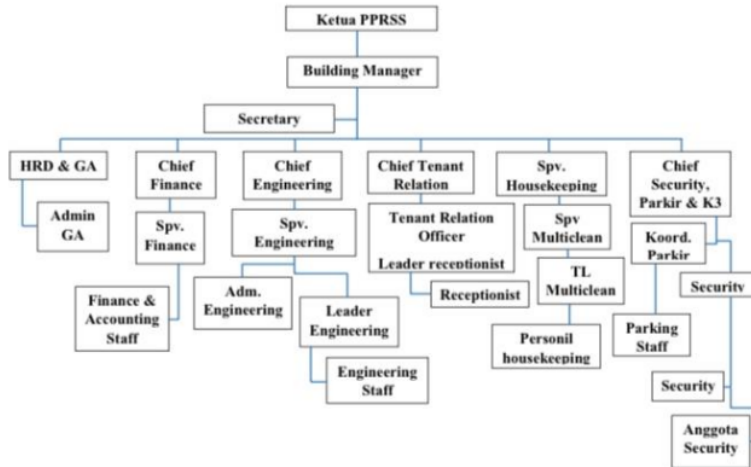 Ketua PPRSS
Building Manager
Secretary
HRD & GA
Admin
GA
Chief
Finance
Spv.
Finance
Finance &
Accounting
Staff
Chief
Engineering
Spv.
Engineering
Adm.
Engineering
Leader
Engineering
Engineering
Staff
Chief Tenant
Relation
Tenant Relation
Officer
Leader receptionist
Receptionist
Spv.
Housekeeping
Spv
Multiclean
TL
Multiclean
Personil
housekeeping
Chief
Security,
Parkir & K3
Koord.
Parkir
Parking
Staff
Security
Security
Anggota
Security